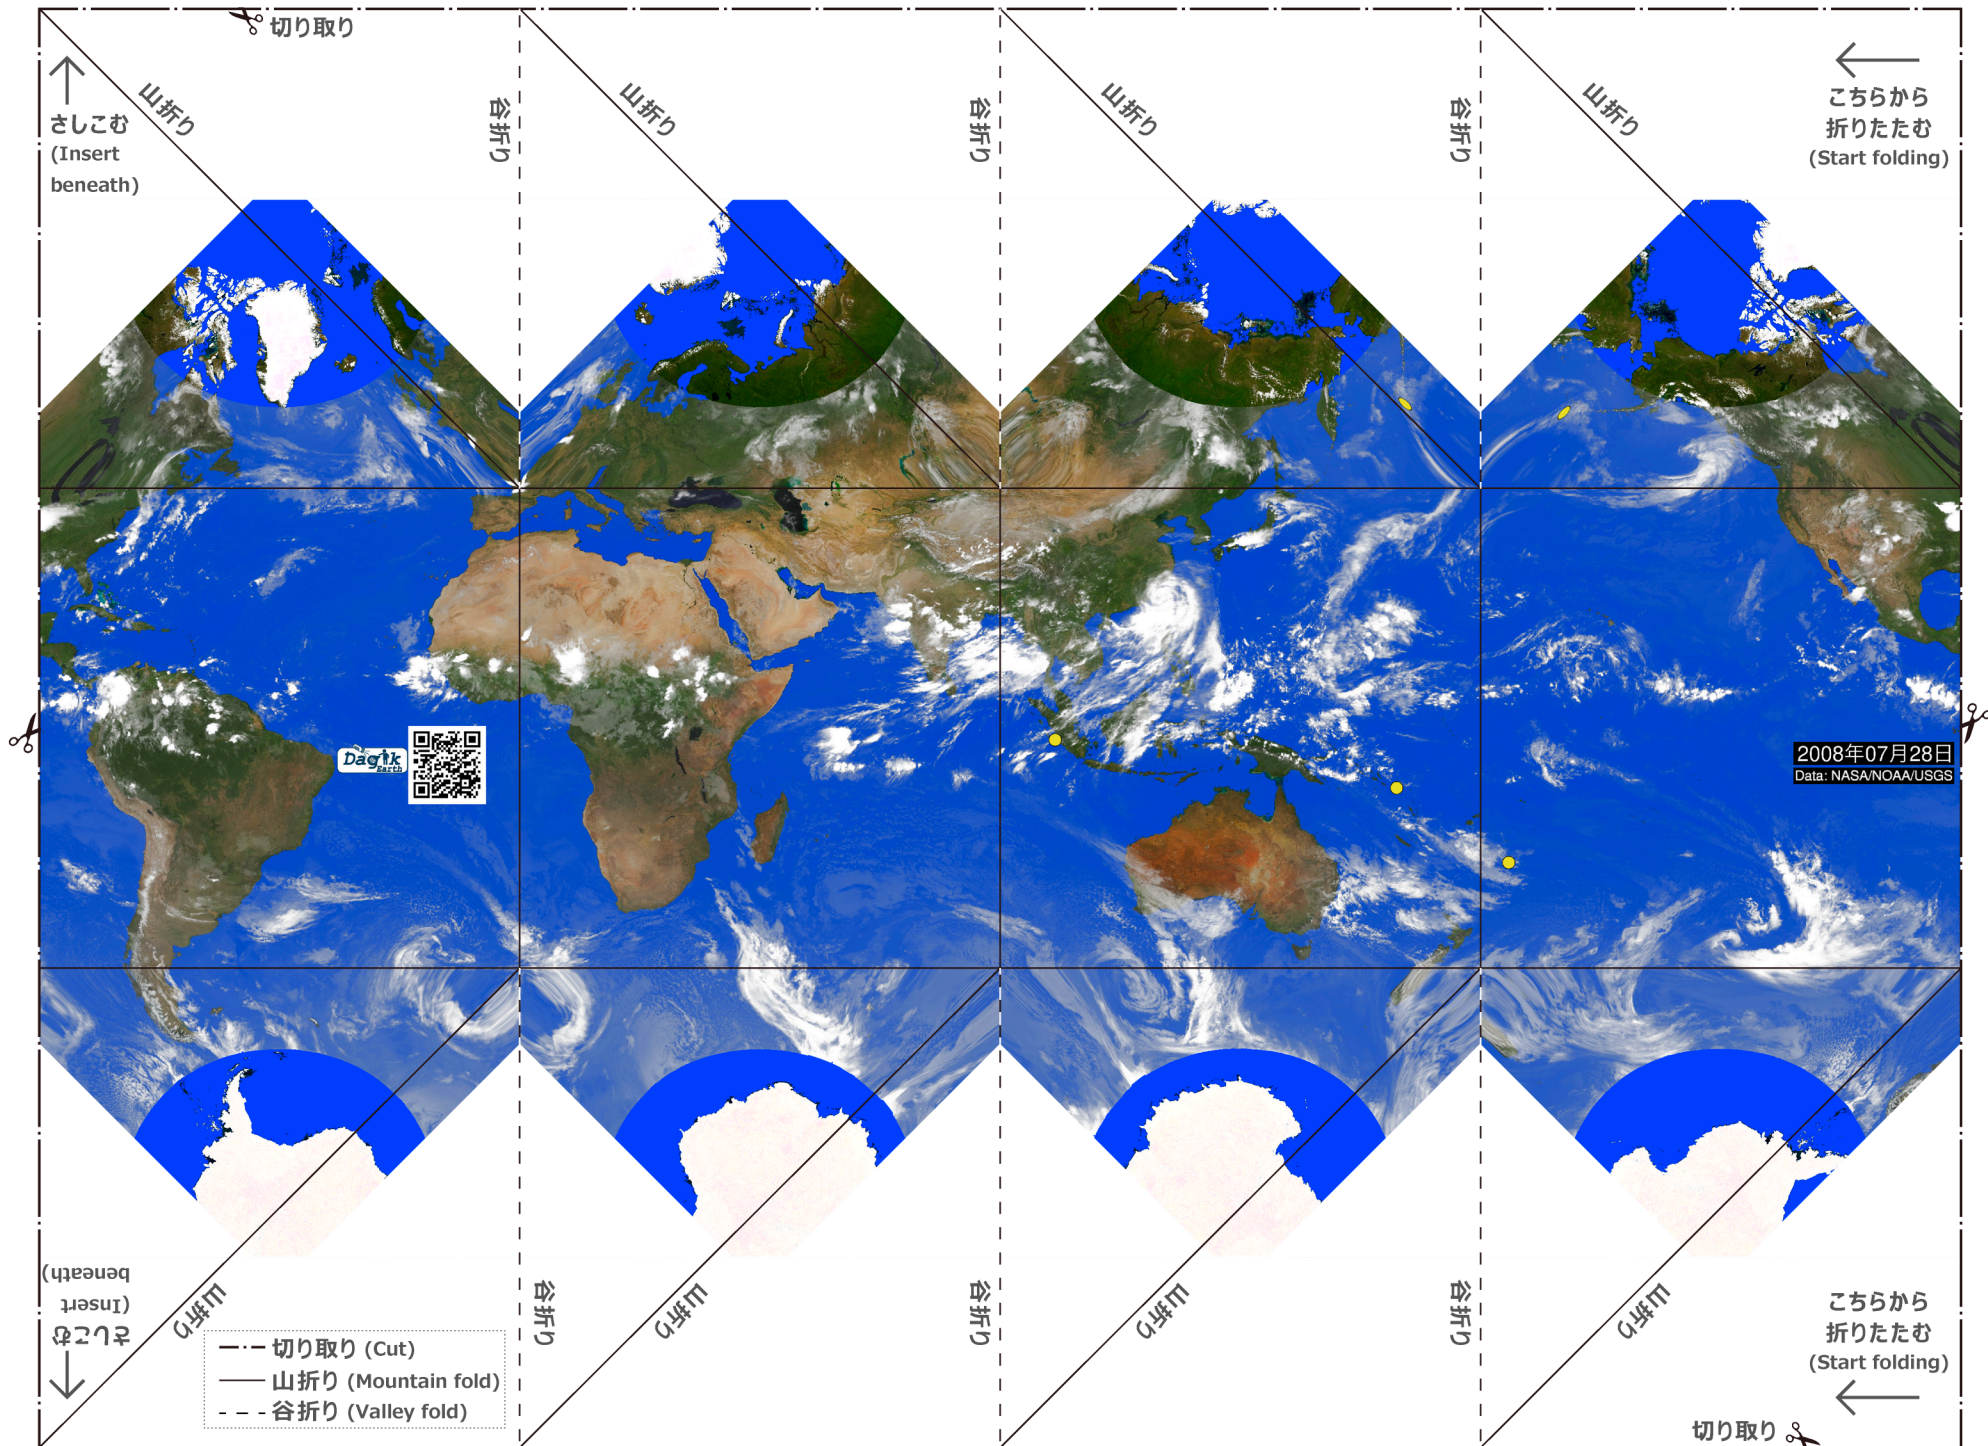 切り取り
山折り
谷折り
山折り
谷折り
山折り
谷折り
山折り
さしこむ
(Insert
beneath)
こちらから
折りたたむ
(Start folding)
Dagik
Earth
2008年07月28日
Data: NASA/NOAA/USGS
さしこむ
(Insert
beneath)
山折り
谷折り
山折り
谷折り
山折り
谷折り
山折り
こちらから
折りたたむ
(Start folding)
切り取り (Cut)
山折り (Mountain fold)
谷折り (Valley fold)
切り取り